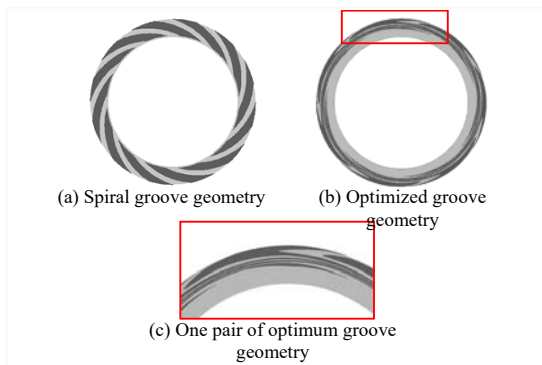 (a) Spiral groove geometry
(b) Optimized groove
geometry
(c) One pair of optimum groove
geometry